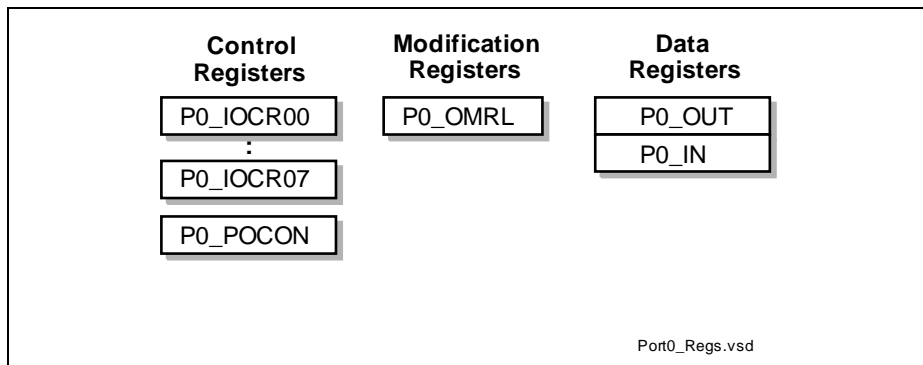 Control
Registers
P0_IOCR00
:
P0_IOCR07
P0_POCON
Modification
Registers
P0_OMRL
Data
Registers
P0_OUT
P0_IN
Port0_Regs.vsd